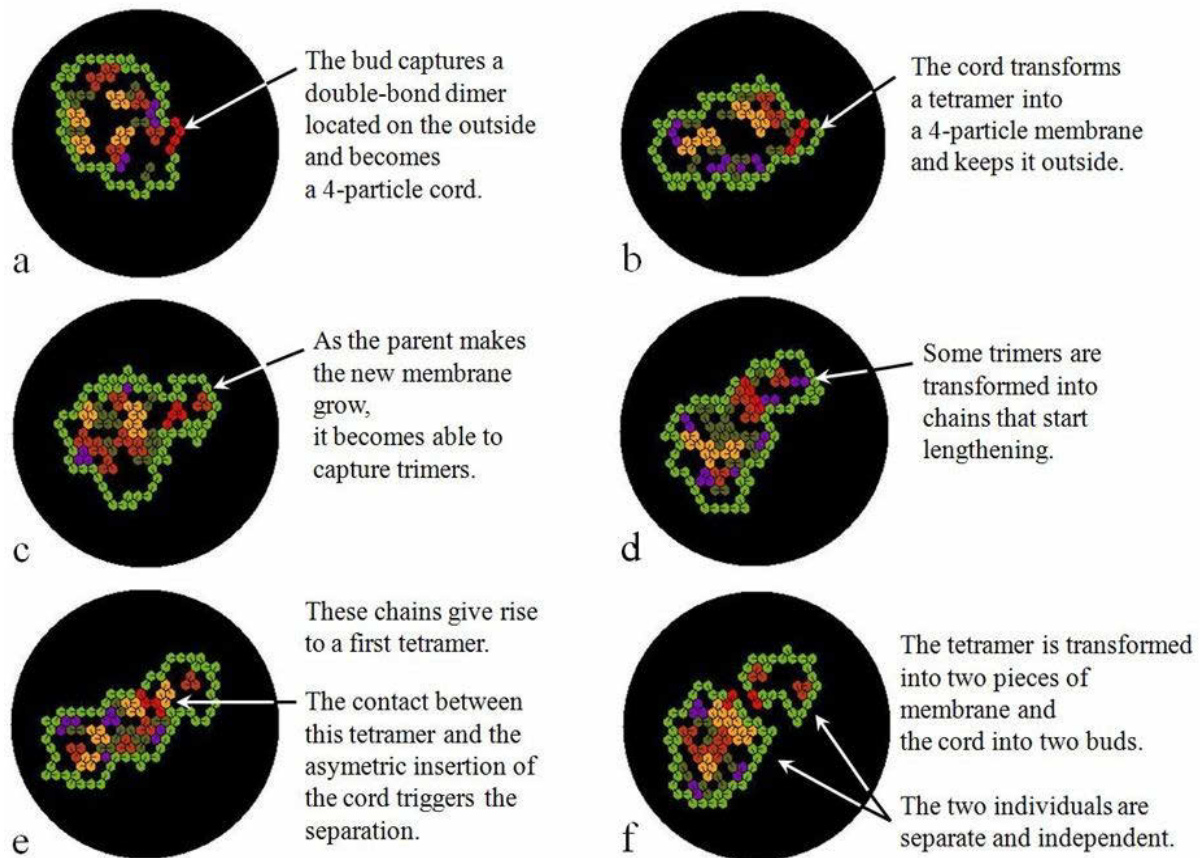 The bud captures a
double-bond dimer
located on the outside
and becomes
a 4-particle cord.
a
The cord transforms
a tetramer into
a 4-particle membrane
and keeps it outside.
b
As the parent makes
the new membrane
grow,
it becomes able to
capture trimers.
c
Some trimers are
transformed into
chains that start
lengthening.
d
These chains give rise
to a first tetramer.
The contact between
this tetramer and the
asymetric insertion of
the cord triggers the
separation.
e
The tetramer is transformed
into two pieces of
membrane and
the cord into two buds.
The two individuals are
separate and independent.
f